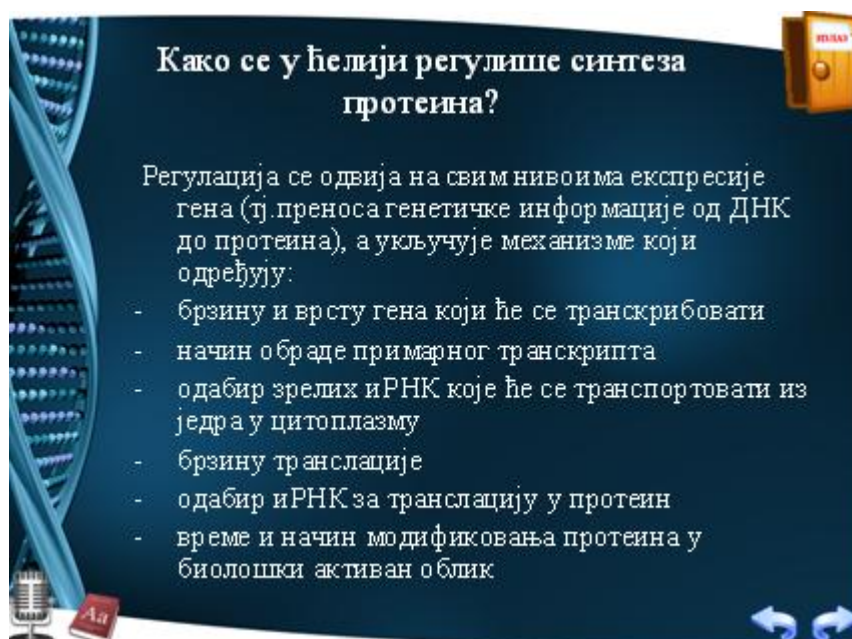 Како се у ћелији регулише синтеза
протеина?
Регулација се одвија на свим нивоима експресије
гена (тј.преноса генетичке информације од ДНК
до протеина), а укључује механизме који
одређују:
- брзину и врсту гена који ће се транскрибовати
- начин обраде примарног транскрипта
- одабир зрелих иРНК које ће се транспортовати из
једра у цитоплазму
- брзину транслације
- одабир иРНК за транслацију у протеин
- време и начин модификовања протеина у
биолошки активан облик
Aa